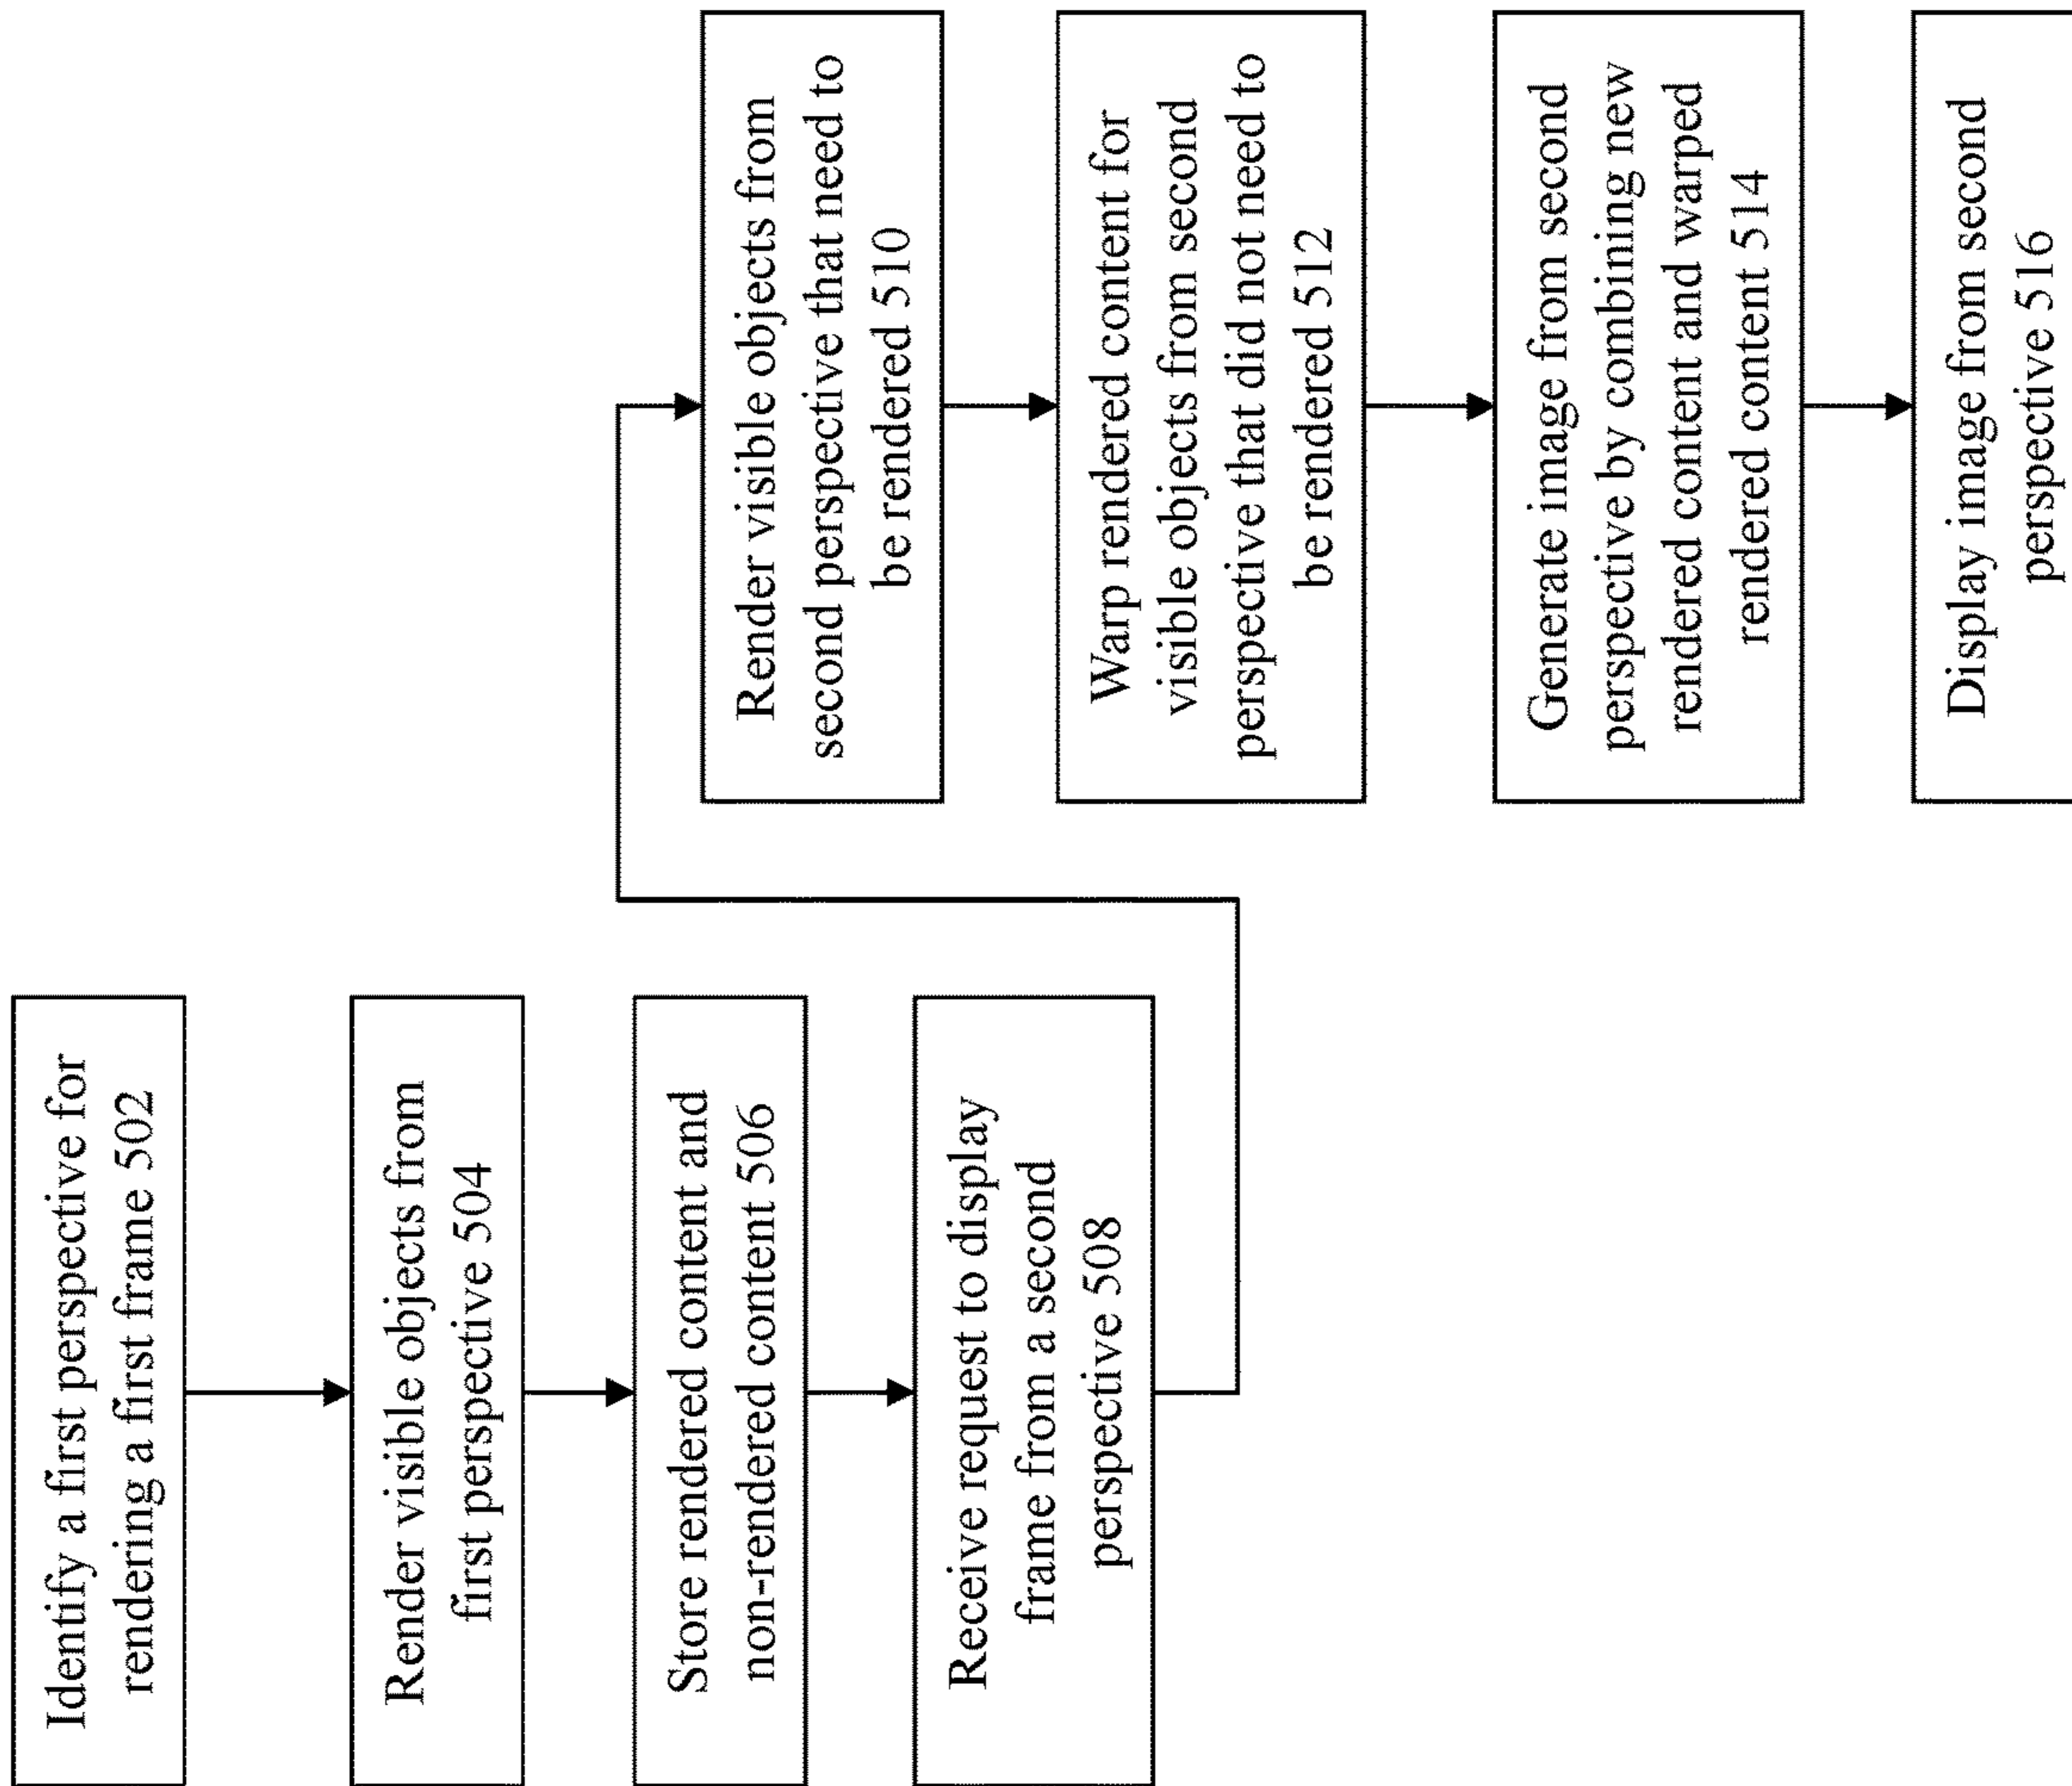 Identify a first perspective for
rendering a first frame 502
Render visible objects from
first perspective 504
Store rendered content and
non-rendered content 506
Receive request to display
frame from a second
perspective 508
Render visible objects from
second perspective that need to
be rendered 510
Warp rendered content for
visible objects from second
perspective that did not need to
be rendered 512
Generate image from second
perspective by combining new
rendered content and warped
rendered content 514
Display image from second
perspective 516